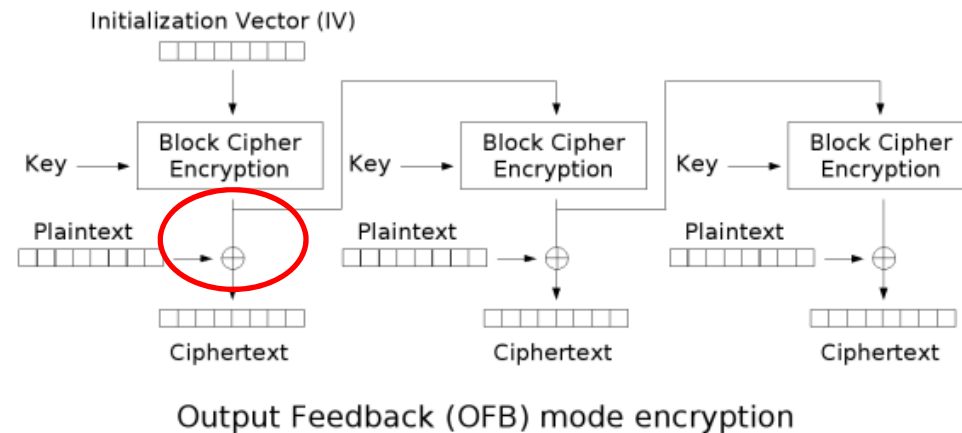 Initialization Vector (IV)
Key
Block Cipher
Encryption
Key
Block Cipher
Encryption
Key
Block Cipher
Encryption
Plaintext
Plaintext
Plaintext
Ciphertext
Ciphertext
Ciphertext
Output Feedback (OFB) mode encryption